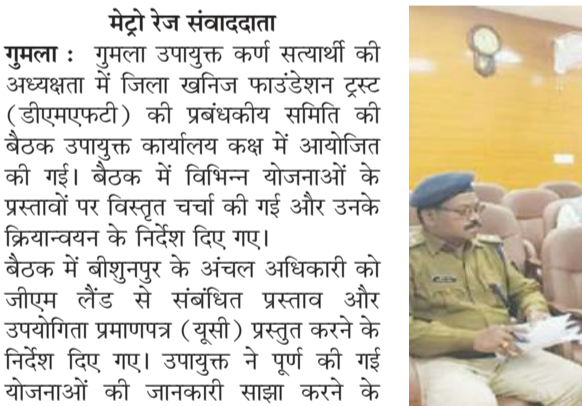 मेट्रो रेज संवाददाता
गुमला : गुमला उपायुक्त कर्ण सत्यार्थी की
अध्यक्षता में जिला खनिज फाउंडेशन ट्रस्ट
(डीएमएफटी) की प्रबंधकीय समिति की
बैठक उपायुक्त कार्यालय कक्ष में आयोजित
की गई। बैठक में विभिन्न योजनाओं के
प्रस्तावों पर विस्तृत चर्चा की गई और उनके
क्रियान्वयन के निर्देश दिए गए।
बैठक में बीशुनपुर के अंचल अधिकारी को
जीएम लैंड से संबंधित प्रस्ताव और
उपयोगिता प्रमाणपत्र (यूसी) प्रस्तुत करने के
निर्देश दिए गए। उपायुक्त ने पूर्ण की गई
योजनाओं की जानकारी साझा करने के